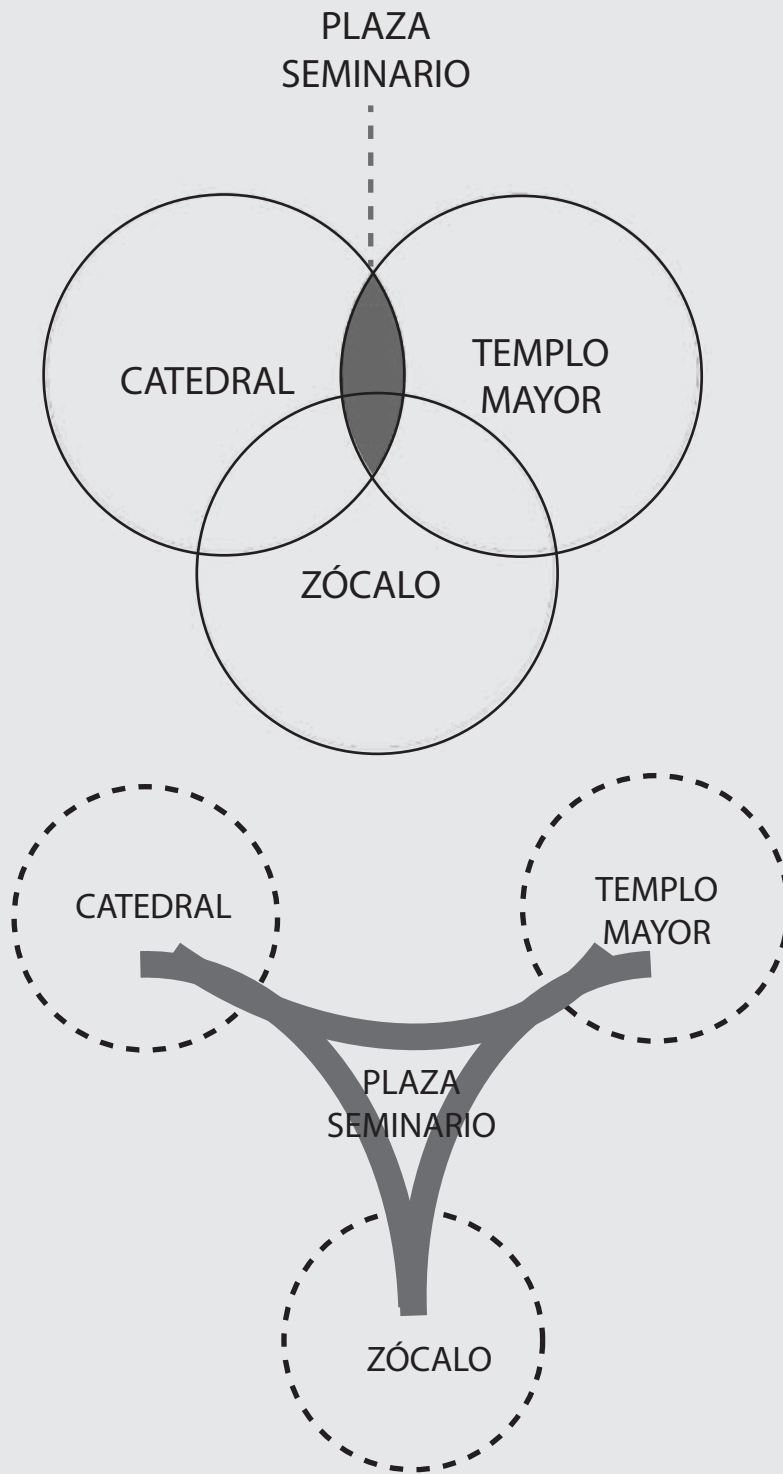 PLAZA
SEMINARIO
CATEDRAL
TEMPLO
MAYOR
ZÓCALO
CATEDRAL
TEMPLO
MAYOR
PLAZA
SEMINARIO
ZÓCALO